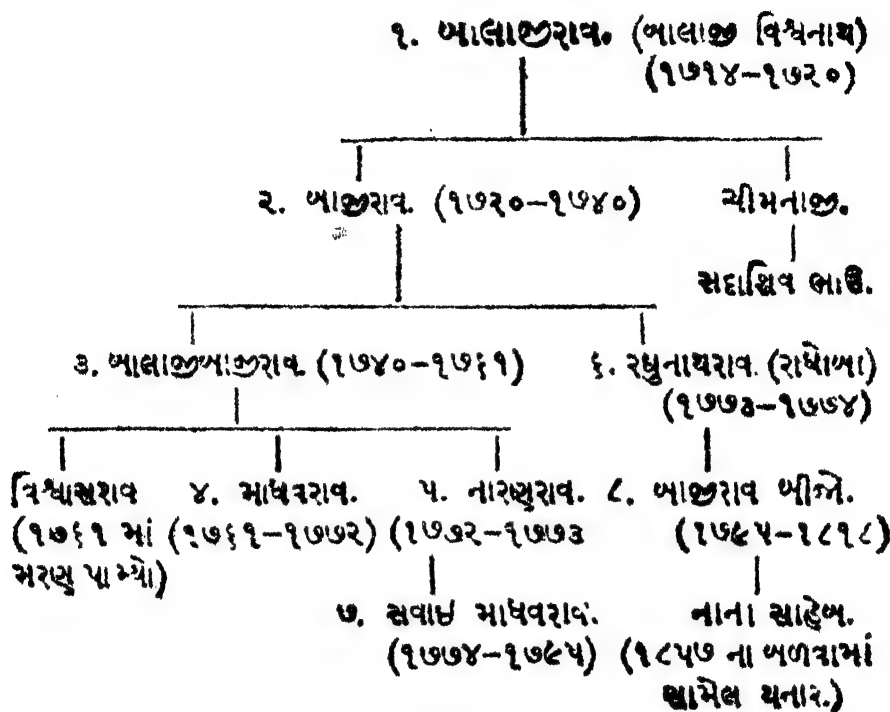 ૧. બાલાજીરાવ. (બાલાજી વિશ્વનાથ)
(૧૭૧૪–૧૭૨૦)
૨. બાજીરાવ. (૧૭૨૦–૧૭૪૦) ચીમનાજી.
સદાશિવ ભાઉ.
૩. બાલાજીબાજીરાવ. (૧૭૪૦–૧૭૬૧) ૬. રઘુનાથરાવ. (રાઘોબા)
(૧૭૭૩–૧૭૭૪)
વિશ્વાસરાવ ૪. માધવરાવ. ૫. નારણરાવ. ૮. બાજીરાવ બીજો.
(૧૭૬૧ માં (૧૭૬૧–૧૭૭૨) (૧૭૭૨–૧૭૭૩ (૧૭૯૫–૧૮૧૮)
મરણ પામ્યો)
૭. સવાઈ માધવરાવ. નાના સાહેબ.
(૧૭૭૪–૧૭૯૫) (૧૮૫૭ ના બળવામાં
સામેલ થનાર.)